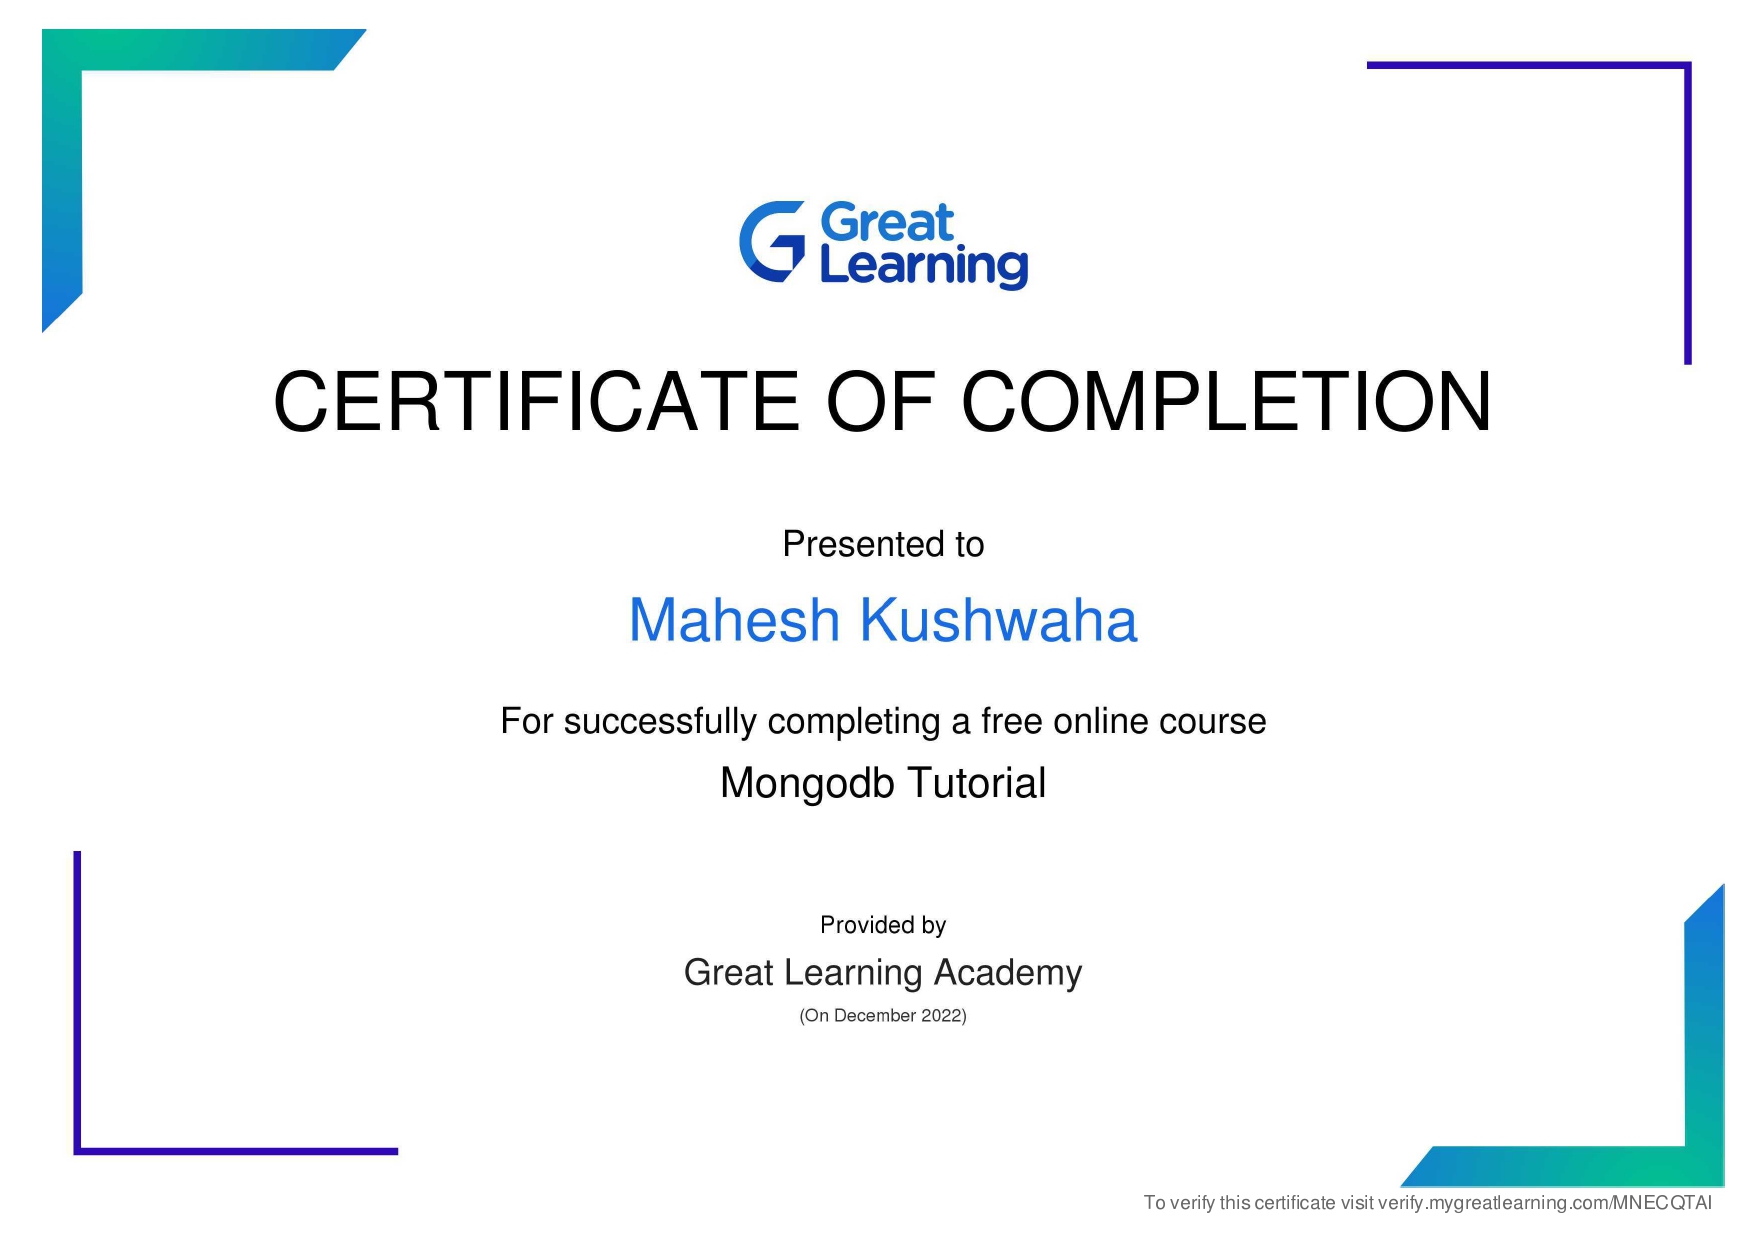 Great
Learning
CERTIFICATE OF COMPLETION
Presented to
Mahesh Kushwaha
For successfully completing a free online course
Mongodb Tutorial
Provided by
Great Learning Academy
(On December 2022)
To verify this certificate visit verify.mygreatlearning.com/MNECQTAI